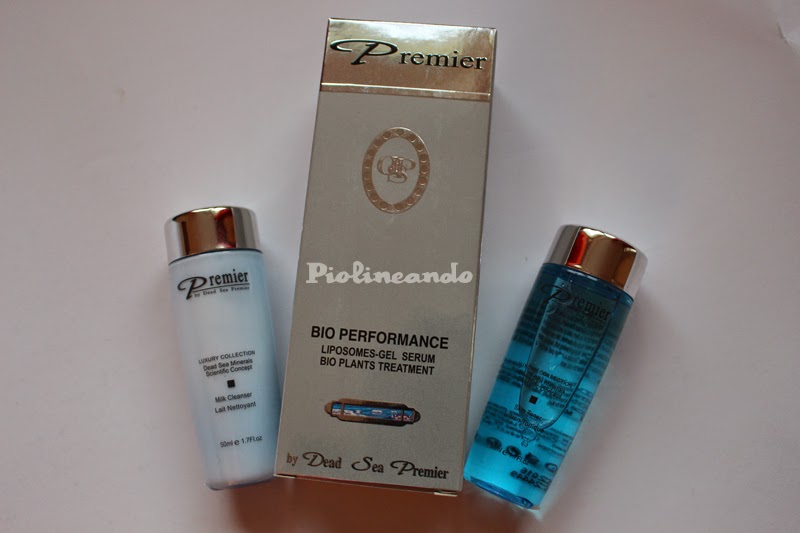 Premier
Piolineando
BIO PERFORMANCE
LIPOSOMES-GEL SERUM
BIO PLANTS TREATMENT
by Dead Sea Premier
Premier
by Dead Sea Premier
LUXURY COLLECTION
Dead Sea Minerals
Scientific Concept
Milk Cleanser
Lait Nettoyant
50ml e 1.7Fl.oz
Premier